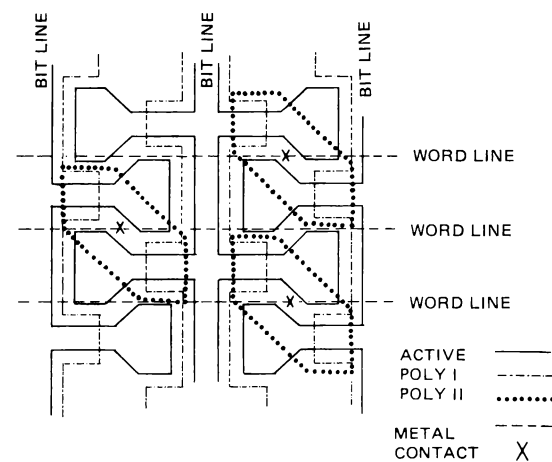 BIT LINE
BIT LINE
BIT LINE
WORD LINE
WORD LINE
WORD LINE
ACTIVE
POLY I
POLY II
METAL
CONTACT X